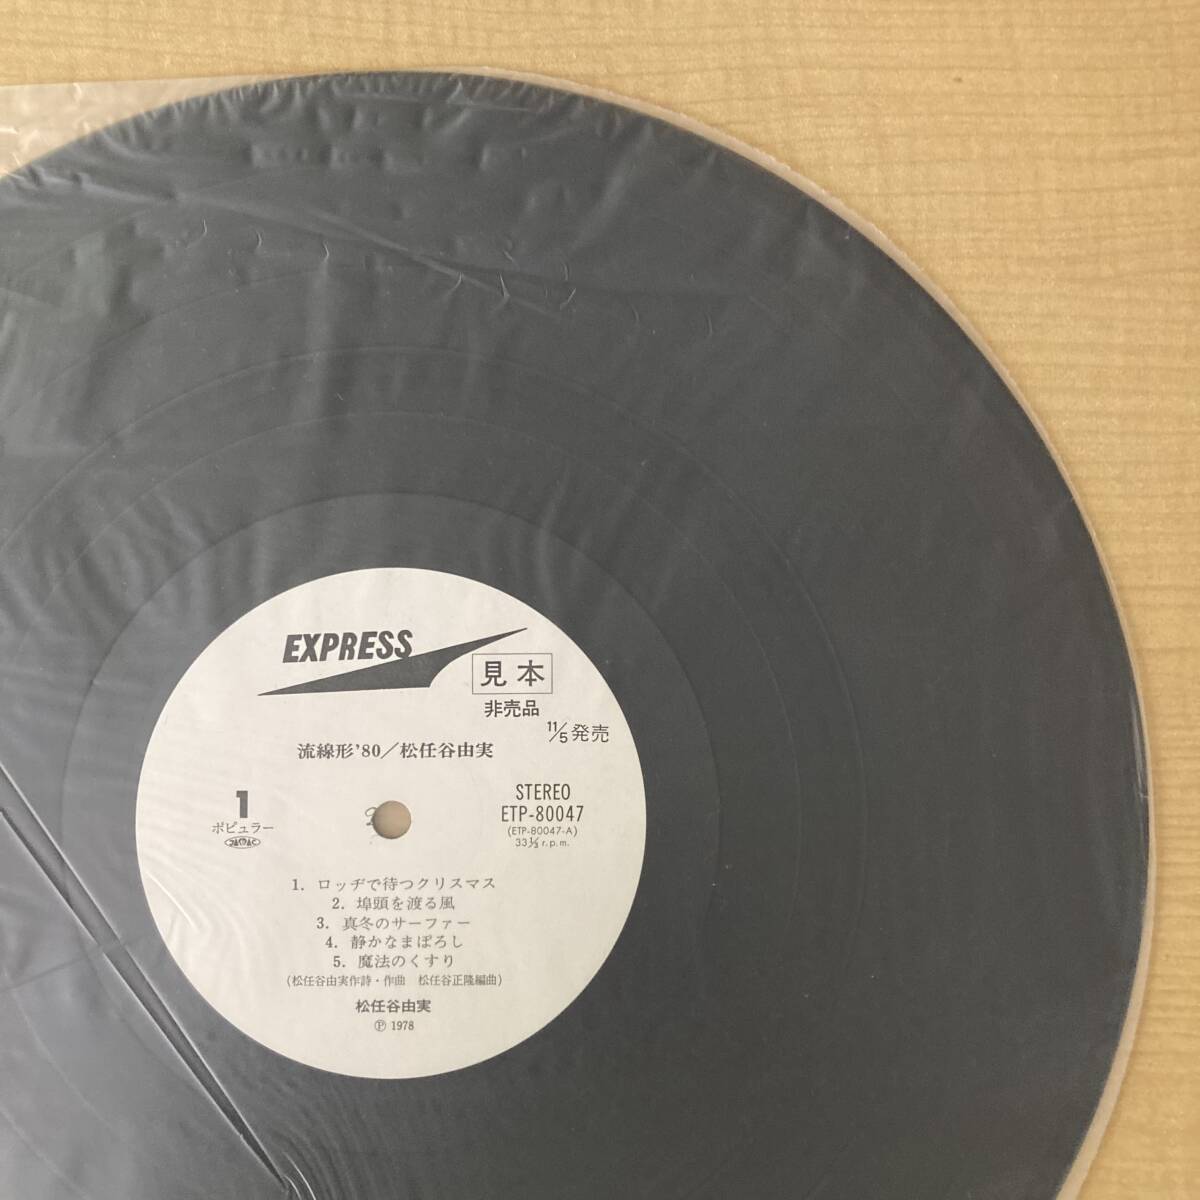 EXPRESS
見本
非売品
11/5発売
流線形'80/松任谷由実
1
ポピュラー
JASRAC
STEREO
ETP-80047
(ETP-80047-A)
33⅓r.p.m.
1. ロッヂで待つクリスマス
2. 埠頭を渡る風
3. 真冬のサーファー
4. 静かなまぼろし
5. 魔法のくすり
(松任谷由実作詩・作曲 松任谷正隆編曲)
松任谷由実
Ⓟ 1978